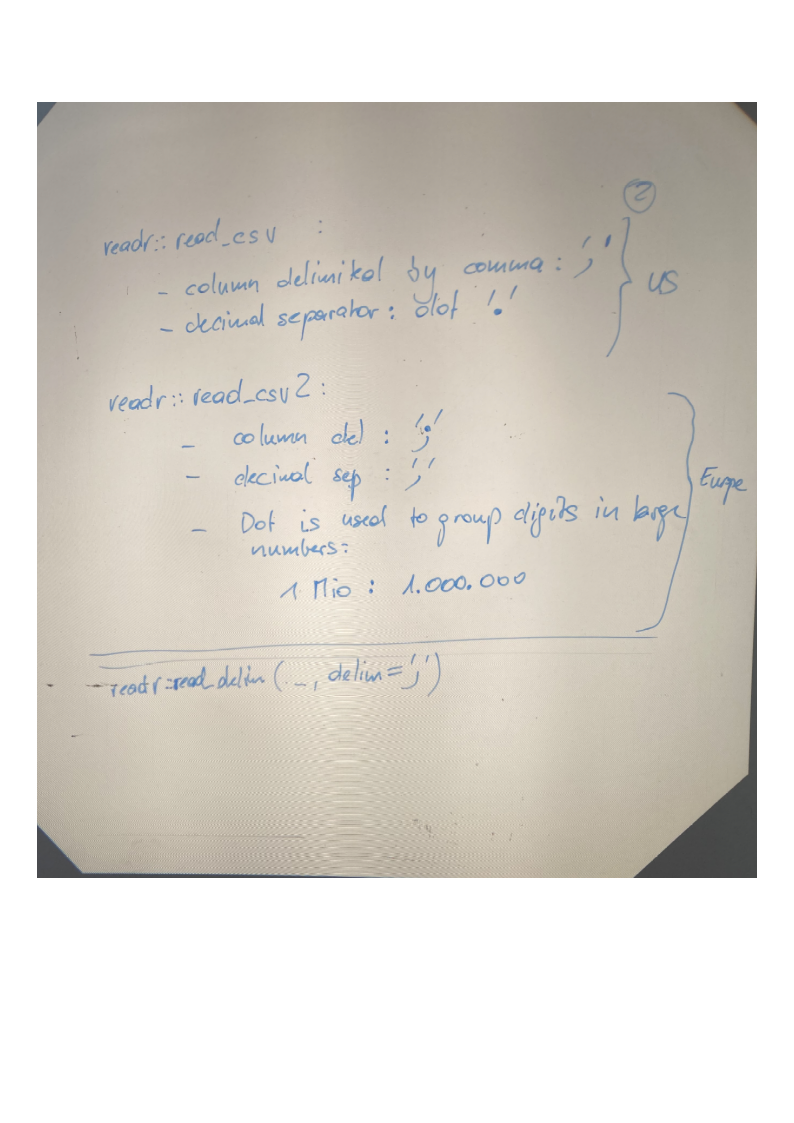 2
readr::read_csv :
- column delimited by comma : ','
- decimal separator : dot '.'
US
readr::read_csv2 :
- column del : ';'
- decimal sep : ','
- Dot is used to group digits in large
numbers:
1 Mio : 1.000.000
Europe
readr::read_delim (..., delim=',')